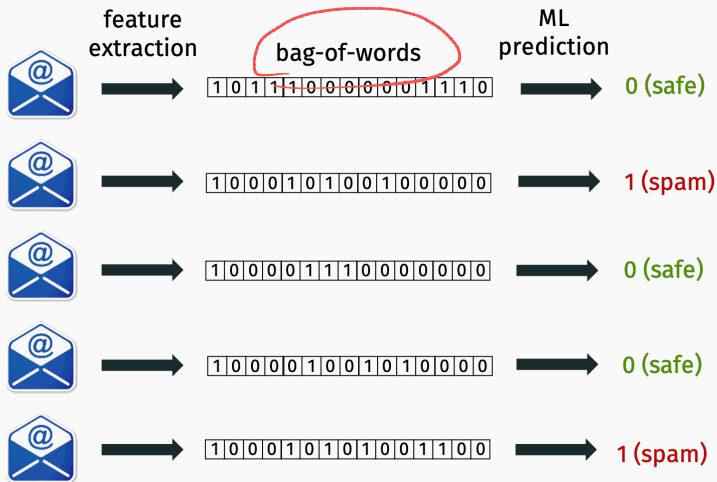 feature extraction
bag-of-words
ML prediction
@
1 0 1 1 1 0 0 0 0 0 0 1 1 1 0
0 (safe)
@
1 0 0 0 1 0 1 0 0 1 0 0 0 0 0
1 (spam)
@
1 0 0 0 0 1 1 1 0 0 0 0 0 0 0
0 (safe)
@
1 0 0 0 0 1 0 0 1 0 1 0 0 0 0
0 (safe)
@
1 0 0 0 1 0 1 0 1 0 0 1 1 0 0
1 (spam)